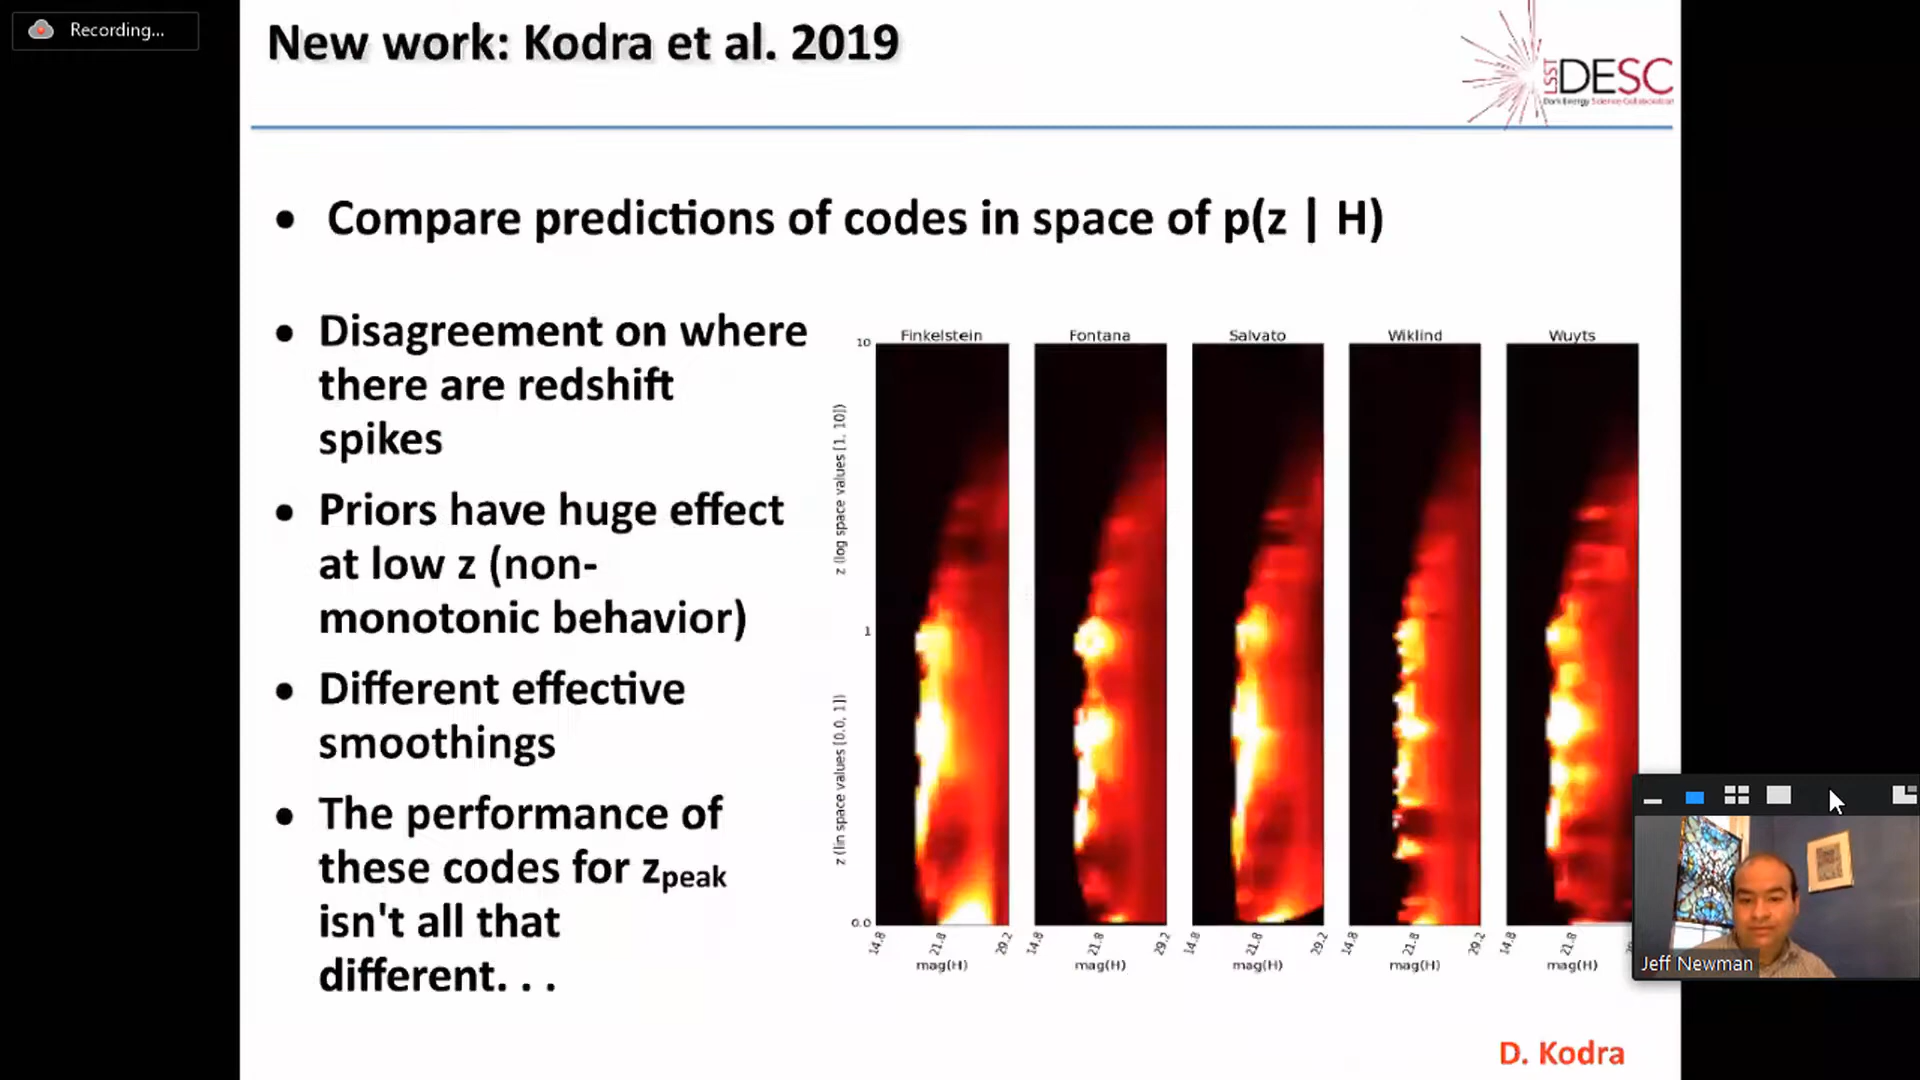 Recording...
New work: Kodra et al. 2019
LSST
DESC
Dark Energy Science Collaboration
• Compare predictions of codes in space of p(z | H)
• Disagreement on where
there are redshift
spikes
• Priors have huge effect
at low z (non-
monotonic behavior)
• Different effective
smoothings
• The performance of
these codes for zpeak
isn't all that
different. . .
Finkelstein Fontana Salvato Wiklind Wuyts
10
z (log space values [1, 10])
1
z (lin space values [0.0, 1])
0.0
14.8 21.8 29.2 14.8 21.8 29.2 14.8 21.8 29.2 14.8 21.8 29.2 14.8 21.8
mag(H) mag(H) mag(H) mag(H) mag(H)
Jeff Newman
D. Kodra